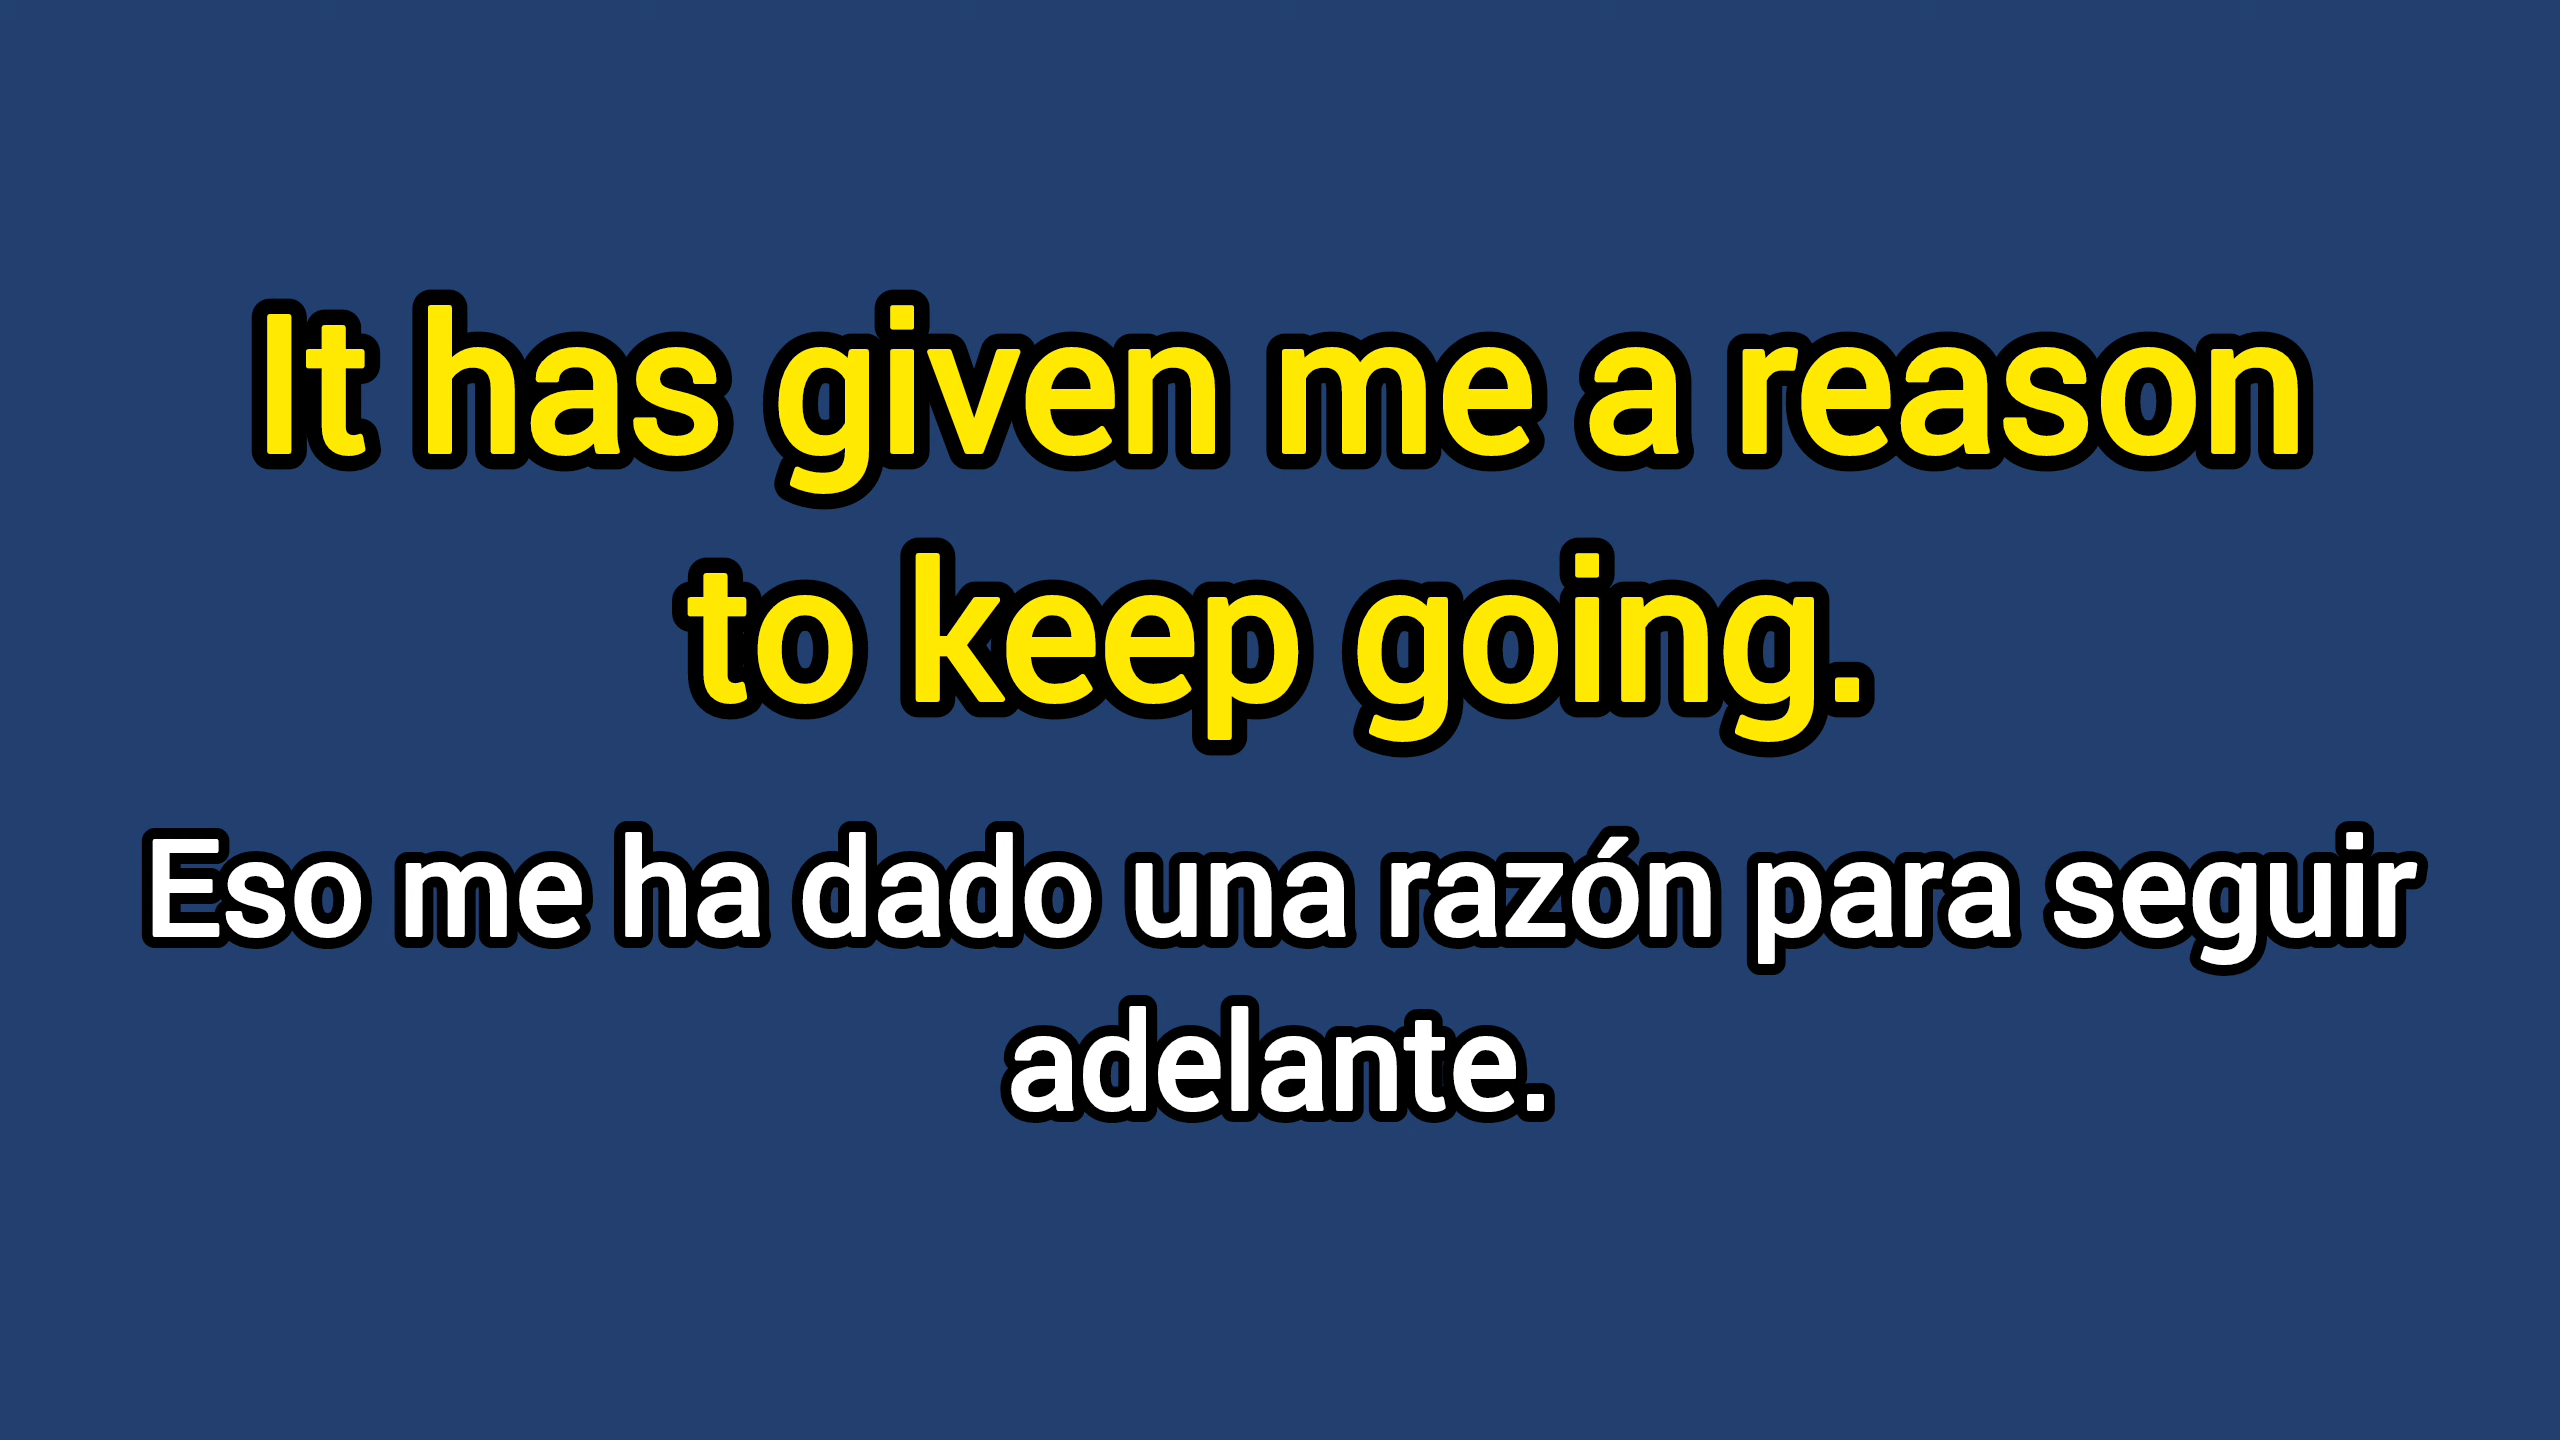 It has given me a reason
to keep going.
Eso me ha dado una razón para seguir
adelante.